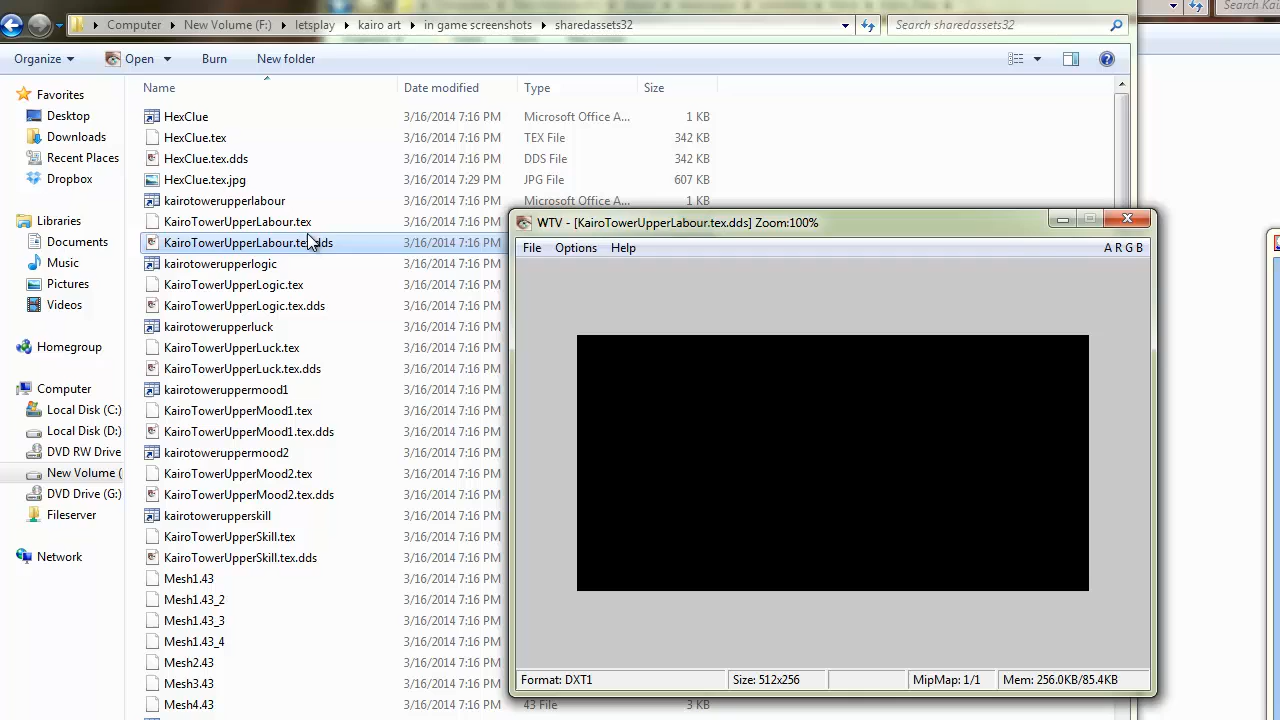 Computer New Volume (F:) letsplay kairo art in game screenshots sharedassets32 Search sharedassets32
Organize Open Burn New folder
Name Date modified Type Size
Favorites
Desktop
Downloads
Recent Places
Dropbox
Libraries
Documents
Music
Pictures
Videos
Homegroup
Computer
Local Disk (C:)
Local Disk (D:)
DVD RW Drive
New Volume (
DVD Drive (G:)
Fileserver
Network
HexClue 3/16/2014 7:16 PM Microsoft Office A... 1 KB
HexClue.tex 3/16/2014 7:16 PM TEX File 342 KB
HexClue.tex.dds 3/16/2014 7:16 PM DDS File 342 KB
HexClue.tex.jpg 3/16/2014 7:29 PM JPG File 607 KB
kairotowerupperlabour 3/16/2014 7:16 PM Microsoft Office A... 1 KB
KairoTowerUpperLabour.tex 3/16/2014 7:16 PM
KairoTowerUpperLabour.tex.dds 3/16/2014 7:16 PM
kairotowerupperlogic 3/16/2014 7:16 PM
KairoTowerUpperLogic.tex 3/16/2014 7:16 PM
KairoTowerUpperLogic.tex.dds 3/16/2014 7:16 PM
kairotowerupperluck 3/16/2014 7:16 PM
KairoTowerUpperLuck.tex 3/16/2014 7:16 PM
KairoTowerUpperLuck.tex.dds 3/16/2014 7:16 PM
kairotoweruppermood1 3/16/2014 7:16 PM
KairoTowerUpperMood1.tex 3/16/2014 7:16 PM
KairoTowerUpperMood1.tex.dds 3/16/2014 7:16 PM
kairotoweruppermood2 3/16/2014 7:16 PM
KairoTowerUpperMood2.tex 3/16/2014 7:16 PM
KairoTowerUpperMood2.tex.dds 3/16/2014 7:16 PM
kairotowerupperskill 3/16/2014 7:16 PM
KairoTowerUpperSkill.tex 3/16/2014 7:16 PM
KairoTowerUpperSkill.tex.dds 3/16/2014 7:16 PM
Mesh1.43 3/16/2014 7:16 PM
Mesh1.43_2 3/16/2014 7:16 PM
Mesh1.43_3 3/16/2014 7:16 PM
Mesh1.43_4 3/16/2014 7:16 PM
Mesh2.43 3/16/2014 7:16 PM
Mesh3.43 3/16/2014 7:16 PM
Mesh4.43 3/16/2014 7:16 PM 43 File 3 KB
WTV - [KairoTowerUpperLabour.tex.dds] Zoom:100%
File Options Help A R G B
Format: DXT1 Size: 512x256 MipMap: 1/1 Mem: 256.0KB/85.4KB